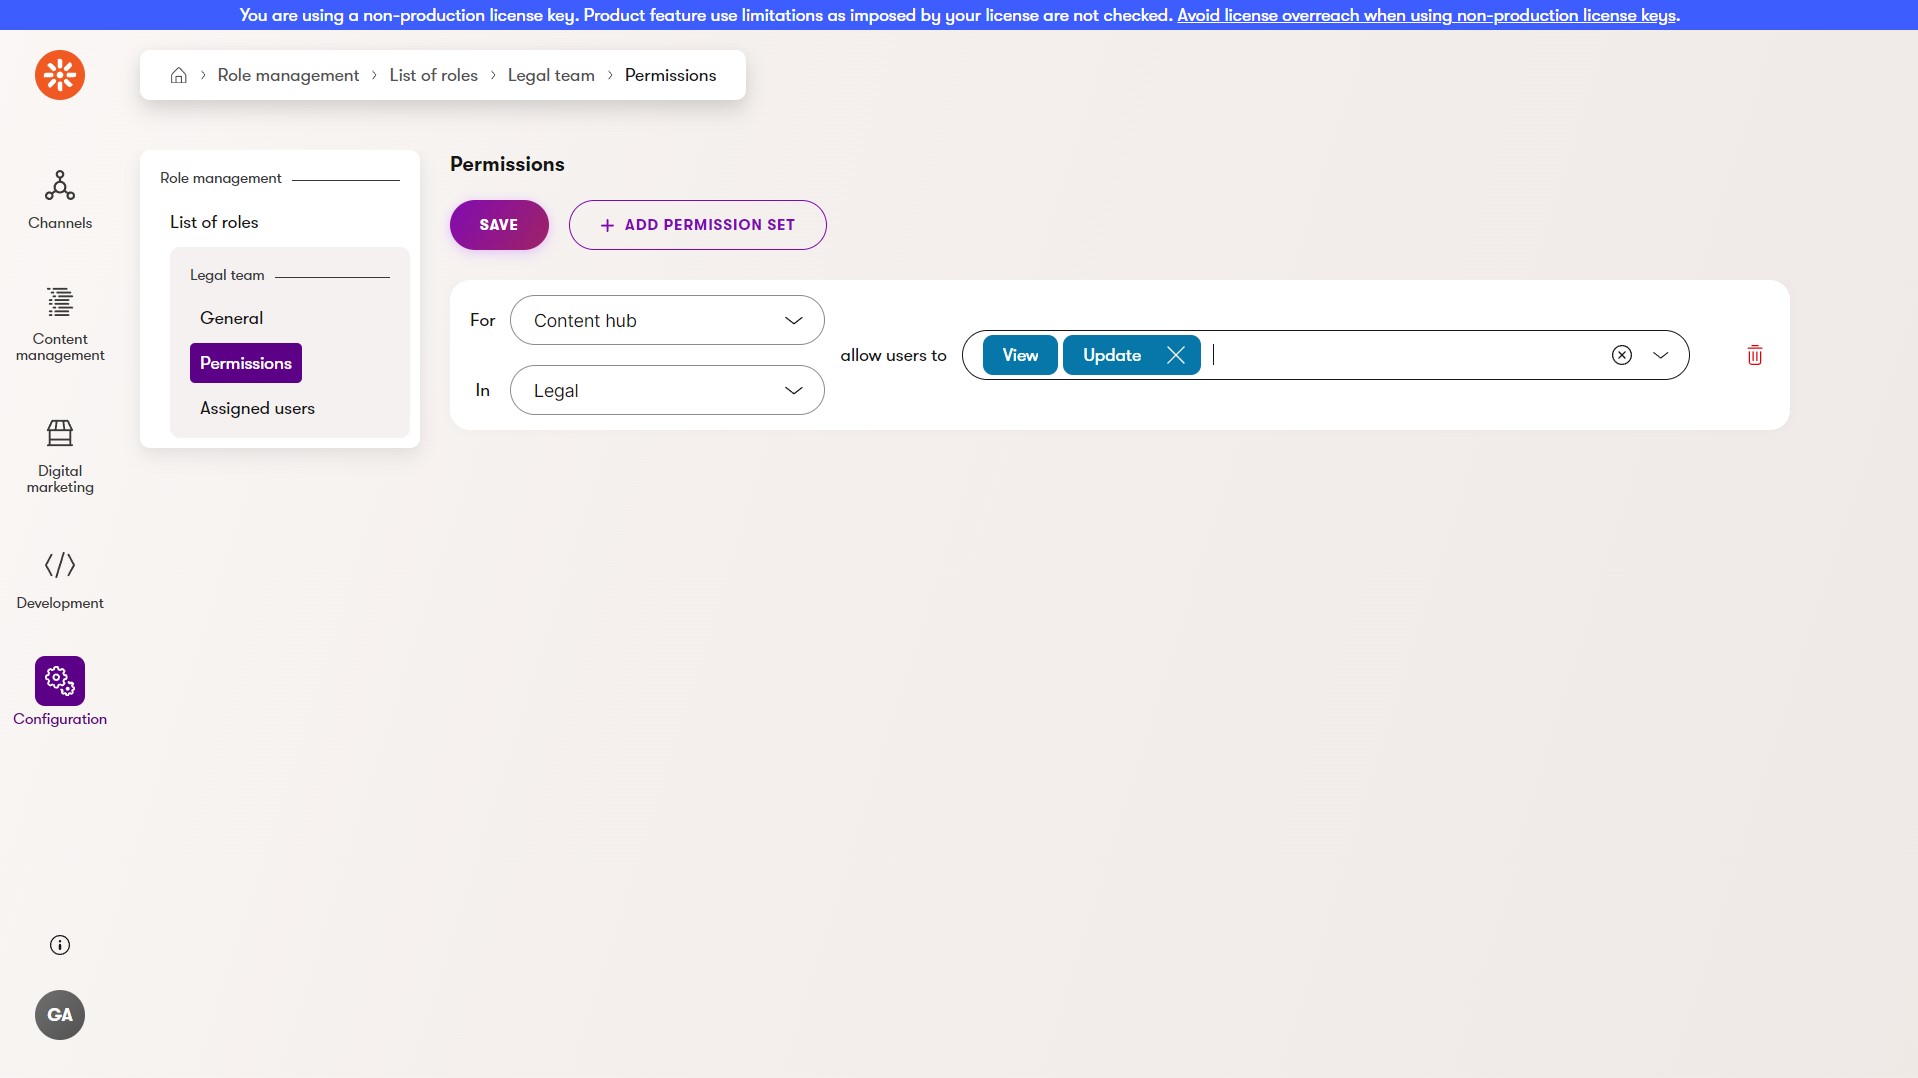 You are using a non-production license key. Product feature use limitations as imposed by your license are not checked. Avoid license overreach when using non-production license keys.
Role management > List of roles > Legal team > Permissions
Channels
Content
management
Digital
marketing
Development
Configuration
GA
Role management
List of roles
Legal team
General
Permissions
Assigned users
Permissions
SAVE
+ ADD PERMISSION SET
For
Content hub
In
Legal
allow users to
View
Update